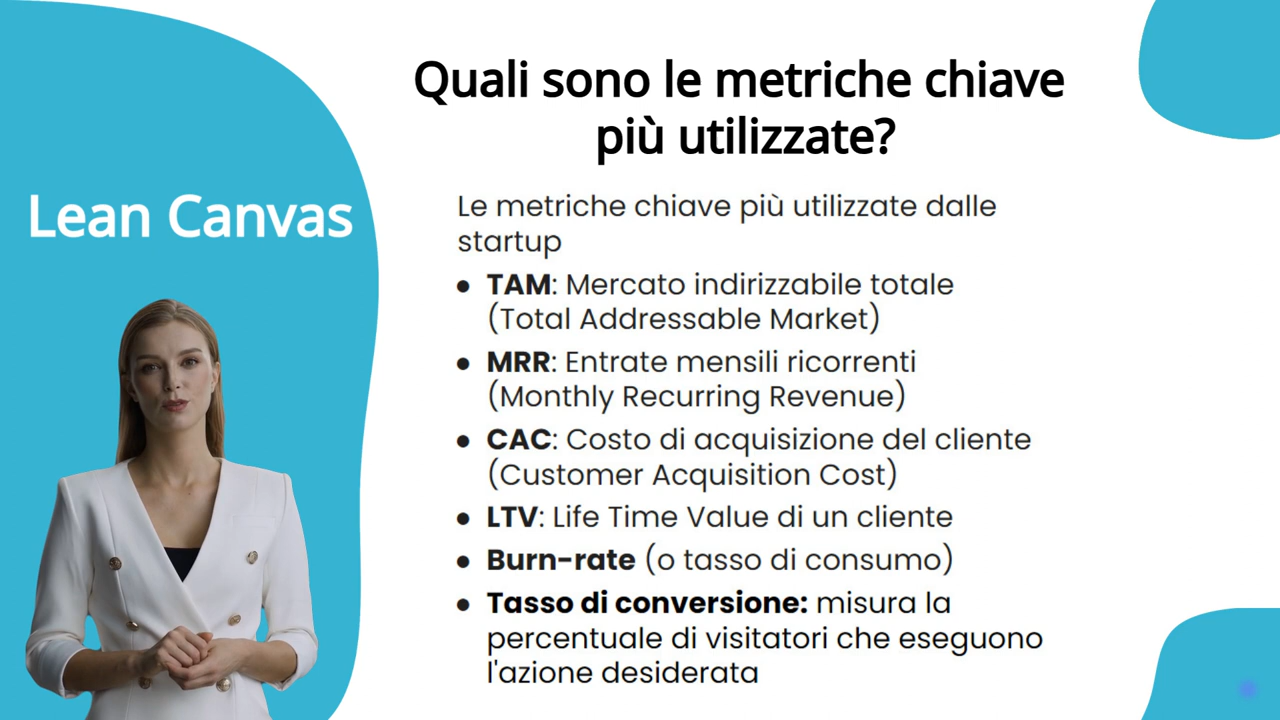 Quali sono le metriche chiave
più utilizzate?
Lean Canvas
Le metriche chiave più utilizzate dalle
startup
● TAM: Mercato indirizzabile totale
(Total Addressable Market)
● MRR: Entrate mensili ricorrenti
(Monthly Recurring Revenue)
● CAC: Costo di acquisizione del cliente
(Customer Acquisition Cost)
● LTV: Life Time Value di un cliente
● Burn-rate (o tasso di consumo)
● Tasso di conversione: misura la
percentuale di visitatori che eseguono
l'azione desiderata